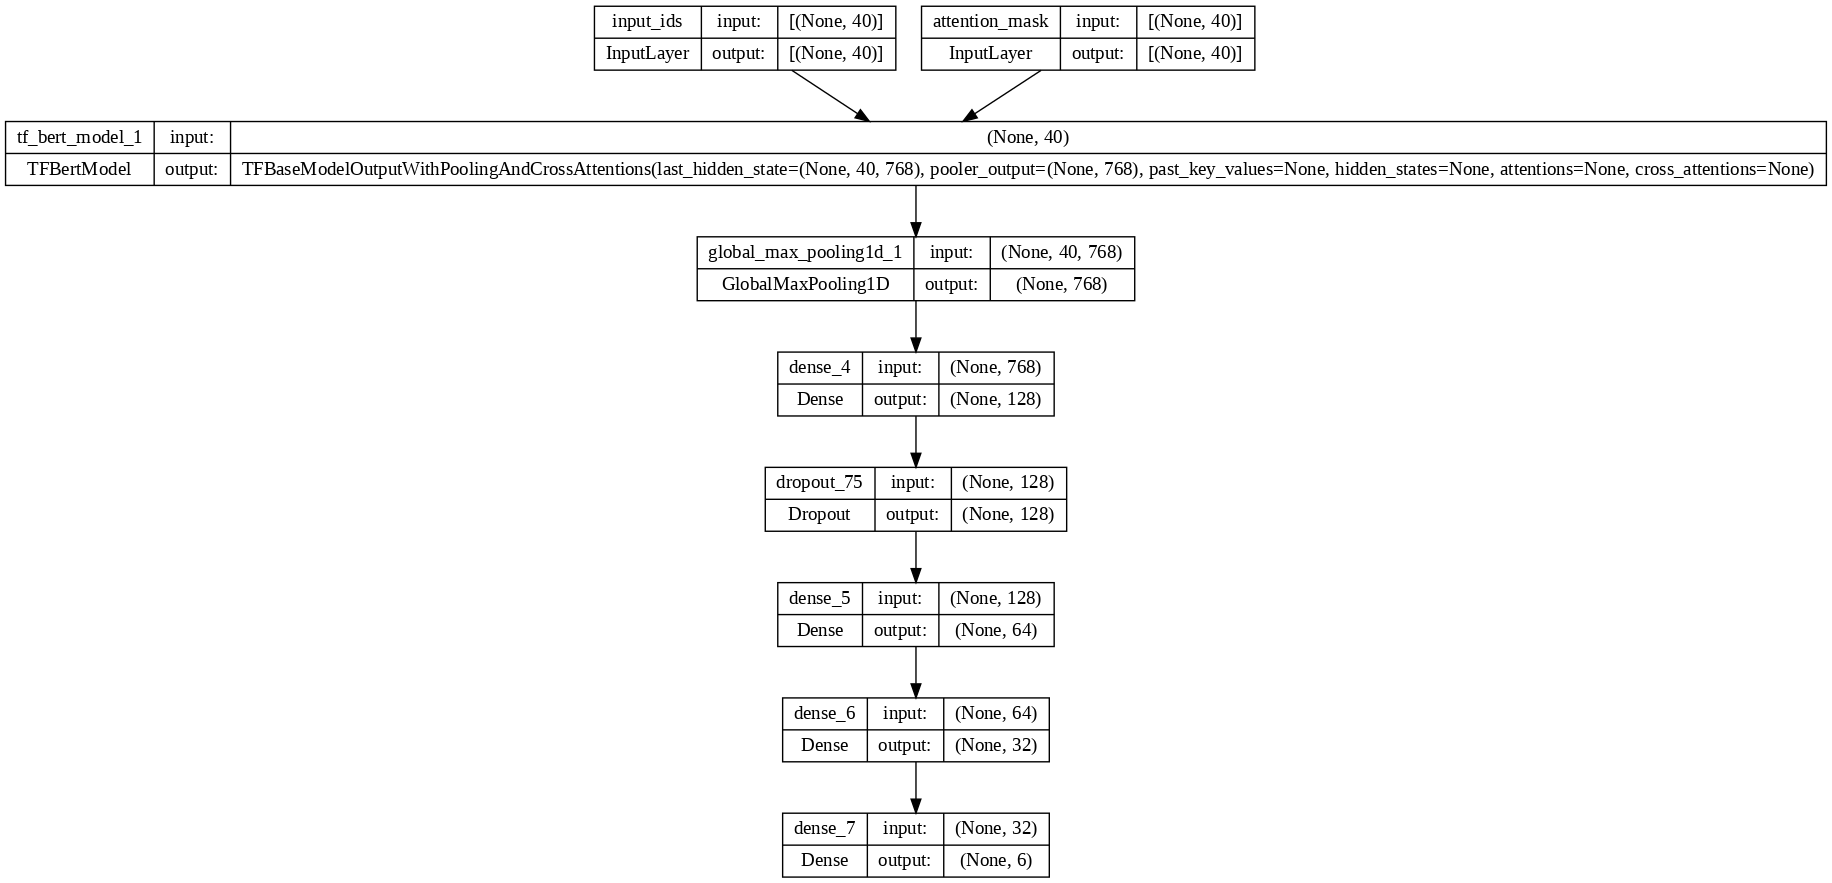 input_ids input: [(None, 40)] attention_mask input: [(None, 40)]
InputLayer output: [(None, 40)] InputLayer output: [(None, 40)]
tf_bert_model_1 input: (None, 40)
TFBertModel output: TFBaseModelOutputWithPoolingAndCrossAttentions(last_hidden_state=(None, 40, 768), pooler_output=(None, 768), past_key_values=None, hidden_states=None, attentions=None, cross_attentions=None)
global_max_pooling1d_1 input: (None, 40, 768)
GlobalMaxPooling1D output: (None, 768)
dense_4 input: (None, 768)
Dense output: (None, 128)
dropout_75 input: (None, 128)
Dropout output: (None, 128)
dense_5 input: (None, 128)
Dense output: (None, 64)
dense_6 input: (None, 64)
Dense output: (None, 32)
dense_7 input: (None, 32)
Dense output: (None, 6)